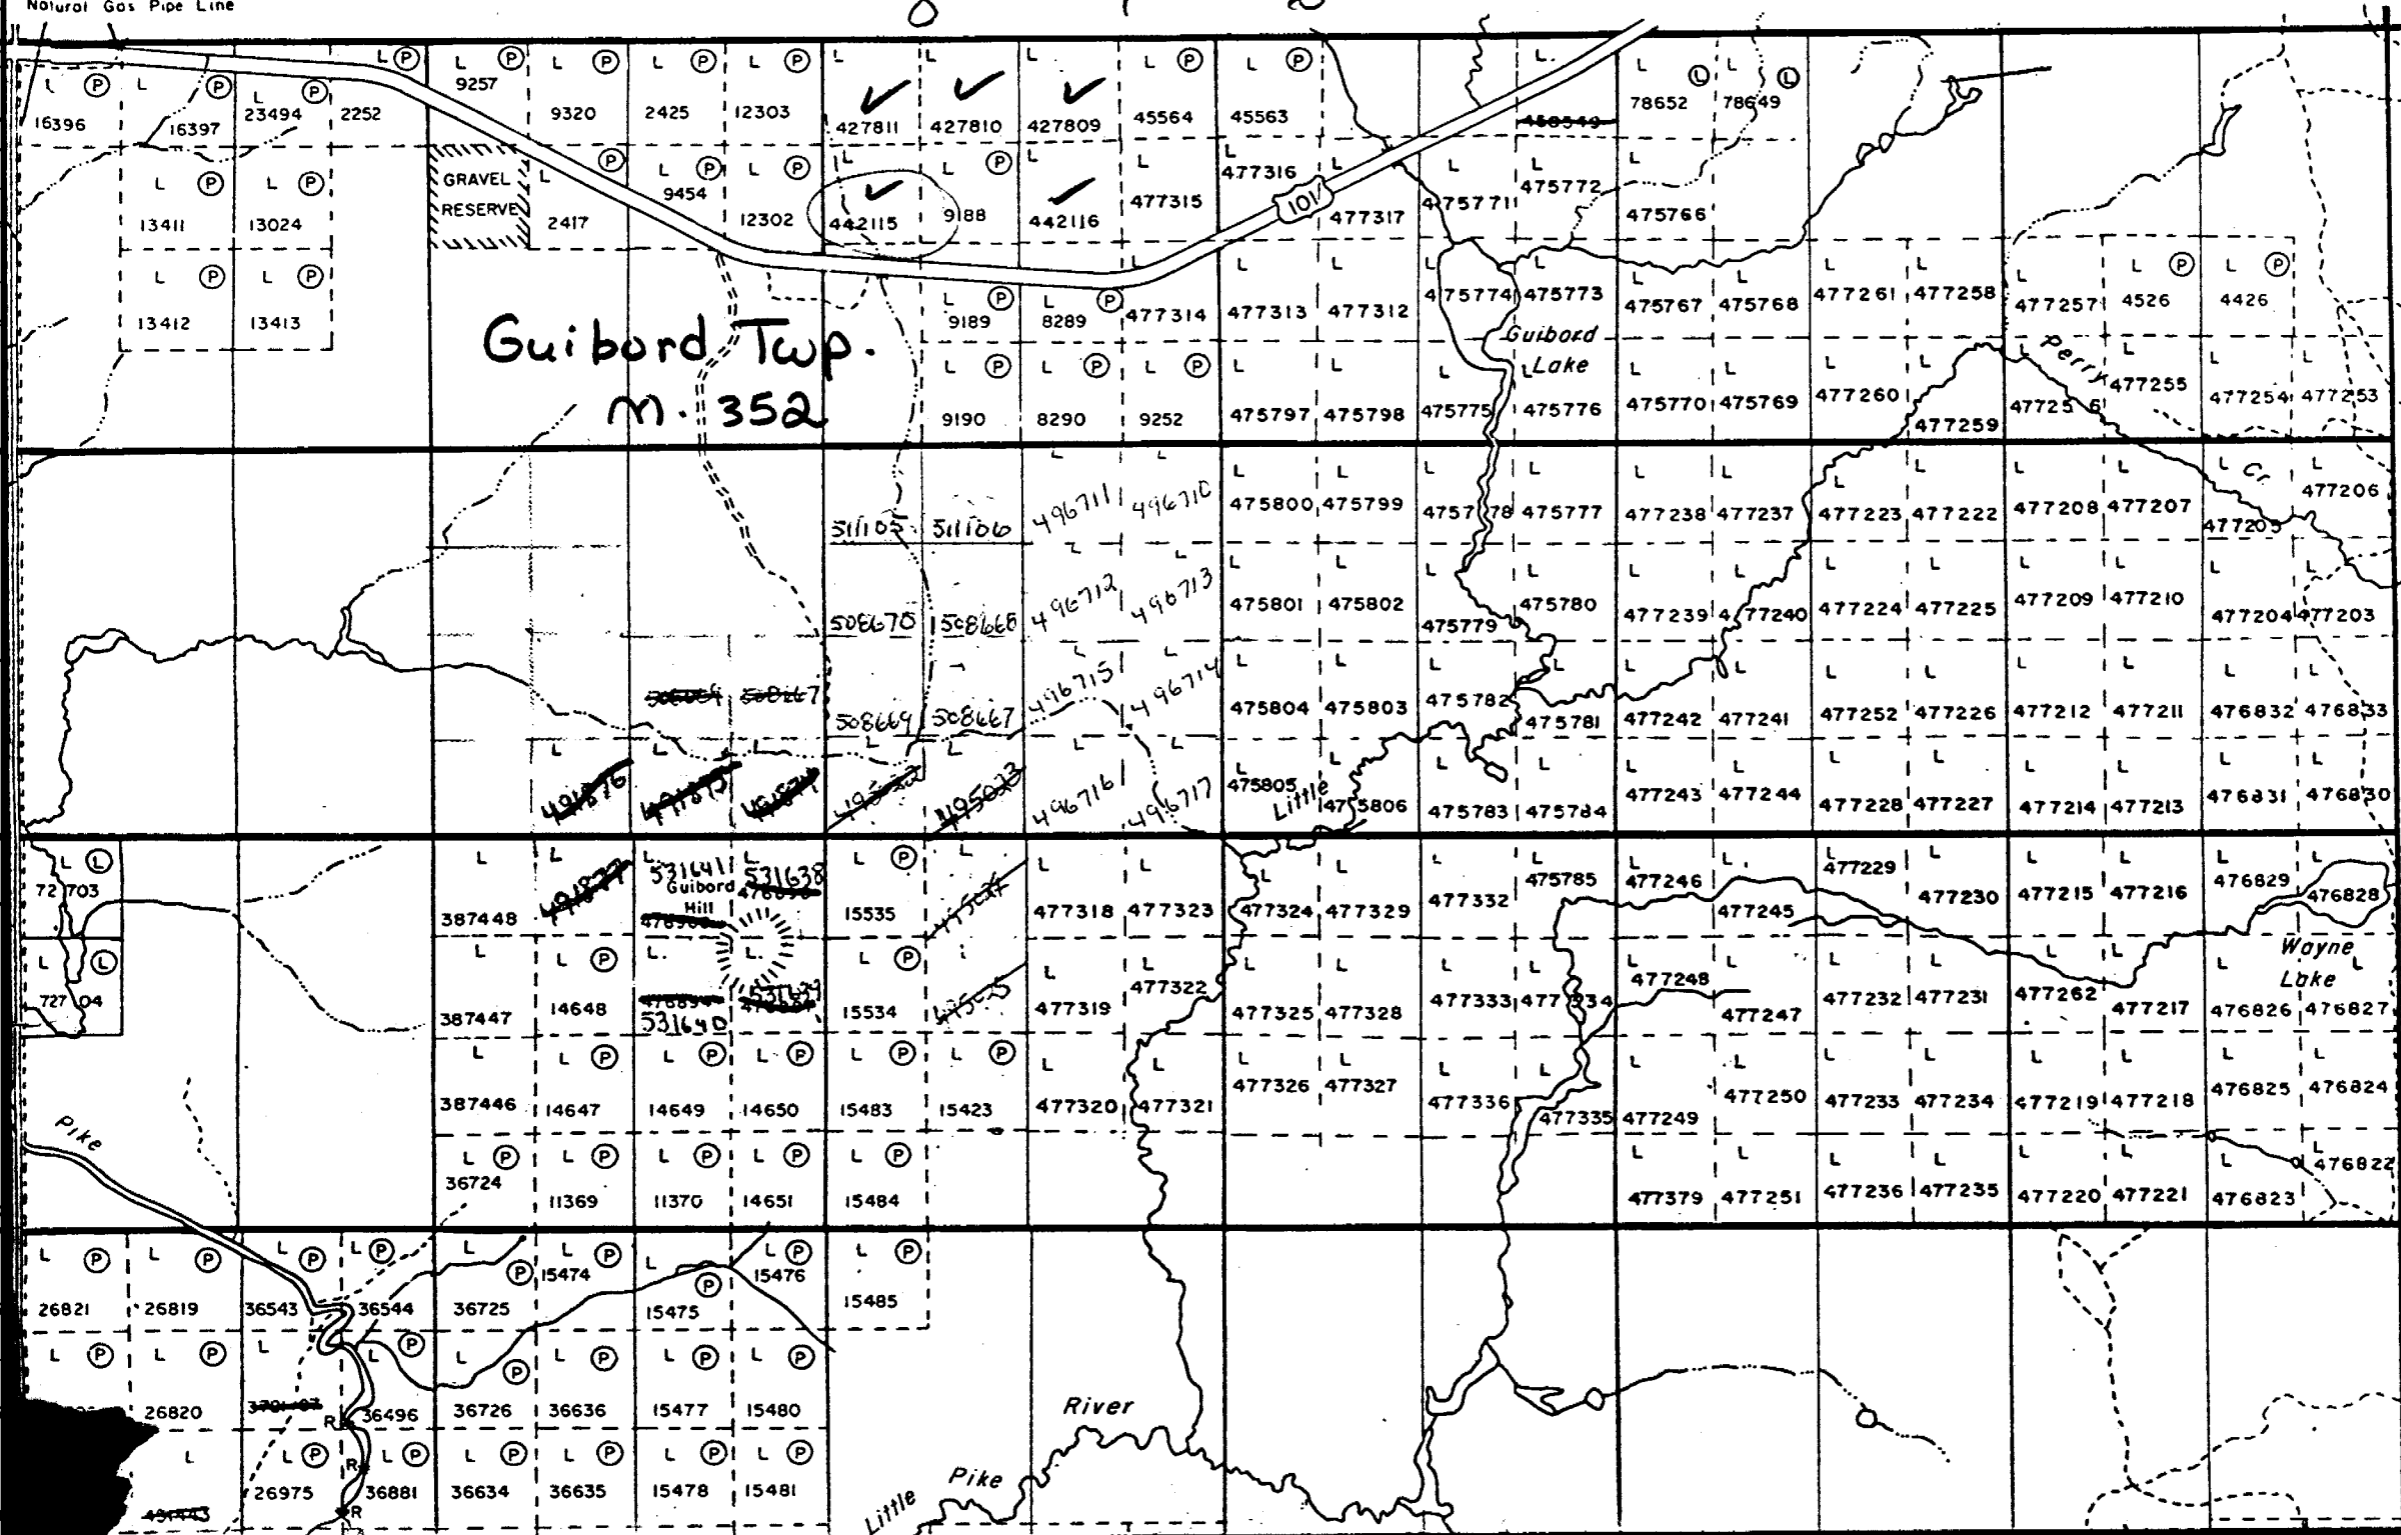 Natural Gas Pipe Line
L Ⓟ L Ⓟ L Ⓟ L Ⓟ L Ⓟ L Ⓟ L Ⓟ L Ⓟ L L L L Ⓟ L Ⓟ L. L Ⓛ L Ⓛ
16396 16397 23494 2252 9257 9320 2425 12303 427811 427810 427809 45564 45563 78652 78649
L Ⓟ L Ⓟ GRAVEL L Ⓟ L Ⓟ L Ⓟ L L Ⓟ L L L L L L L
RESERVE
13411 13024 2417 9454 12302 442115 9188 442116 477315 477316 101 477317 475771 475772 475766
L Ⓟ L Ⓟ L Ⓟ L Ⓟ L L L L L L L L L L L Ⓟ L Ⓟ
13412 13413 9189 8289 477314 477313 477312 475774 475773 475767 475768 477261 477258 477257 4526 4426
Guibord Twp.
M. 352
Guibord
Lake
Perry
L Ⓟ L Ⓟ L Ⓟ L L L L L L L L L L L
9190 8290 9252 475797 475798 475775 475776 475770 475769 477260 477259 477256 477255 477254 477253
L L L L L L L L L L L L L L
Cr
511105 511106 496711 496710 475800 475799 475778 475777 477238 477237 477223 477222 477208 477207 477205 477206
L L L L L L L L L L L L L L
508670 508668 496712 496713 475801 475802 475779 475780 477239 477240 477224 477225 477209 477210 477204 477203
L L L L L L L L L L L L L L
508667
508669 508667 496715 496714 475804 475803 475782 475781 477242 477241 477252 477226 477212 477211 476832 476833
L L L L L L L L L L L L L L L L L
491876 491875 491874 496716 496717 475805 475806 475783 475784 477243 477244 477228 477227 477214 477213 476831 476830
Little
L Ⓛ L L L. L L Ⓟ L L L L L L L L L. L L L L L
72703 387448 491877 531641 531638 15535 477318 477323 477324 477329 477332 475785 477246 477245 477229 477230 477215 477216 476829 476828
Guibord
Hill
Wayne
Lake
L Ⓛ L L Ⓟ L. L. L Ⓟ L L L L L L L L L L L L L
72704 387447 14648 531640 531639 15534 477319 477322 477325 477328 477333 477334 477248 477247 477232 477231 477262 477217 476826 476827
L L Ⓟ L Ⓟ L Ⓟ L Ⓟ L Ⓟ L L L L L L L L L L L L L L
387446 14647 14649 14650 15483 15423 477320 477321 477326 477327 477336 477335 477249 477250 477233 477234 477219 477218 476825 476824
Pike
L Ⓟ L Ⓟ L Ⓟ L Ⓟ L Ⓟ L L L L L L L L
36724 11369 11370 14651 15484 477379 477251 477236 477235 477220 477221 476823 476822
L Ⓟ L Ⓟ L Ⓟ L Ⓟ Ⓟ L Ⓟ L Ⓟ L Ⓟ L Ⓟ
26821 26819 36543 36544 36725 15474 15475 15476 15485
L Ⓟ L Ⓟ L L Ⓟ L Ⓟ L Ⓟ L Ⓟ L Ⓟ
26820 R 36496 36726 36636 15477 15480
L L Ⓟ R L Ⓟ L Ⓟ L Ⓟ L Ⓟ L Ⓟ
26975 36881 36634 36635 15478 15481
R
Little Pike River